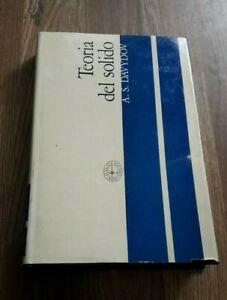 Teoria
del solido
A. S. DAVYDOV